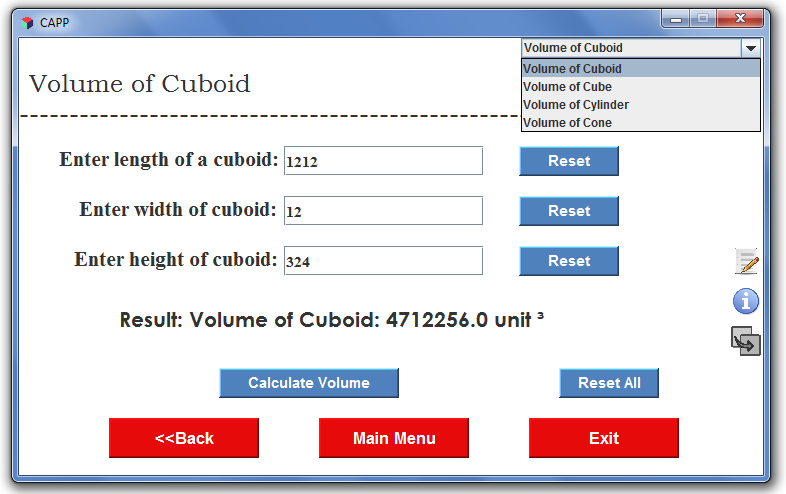 CAPP
Volume of Cuboid
Volume of Cuboid
Volume of Cube
Volume of Cylinder
Volume of Cone
Volume of Cuboid
Enter length of a cuboid: 1212 Reset
Enter width of cuboid: 12 Reset
Enter height of cuboid: 324 Reset
Result: Volume of Cuboid: 4712256.0 unit ³
Calculate Volume Reset All
<<Back Main Menu Exit